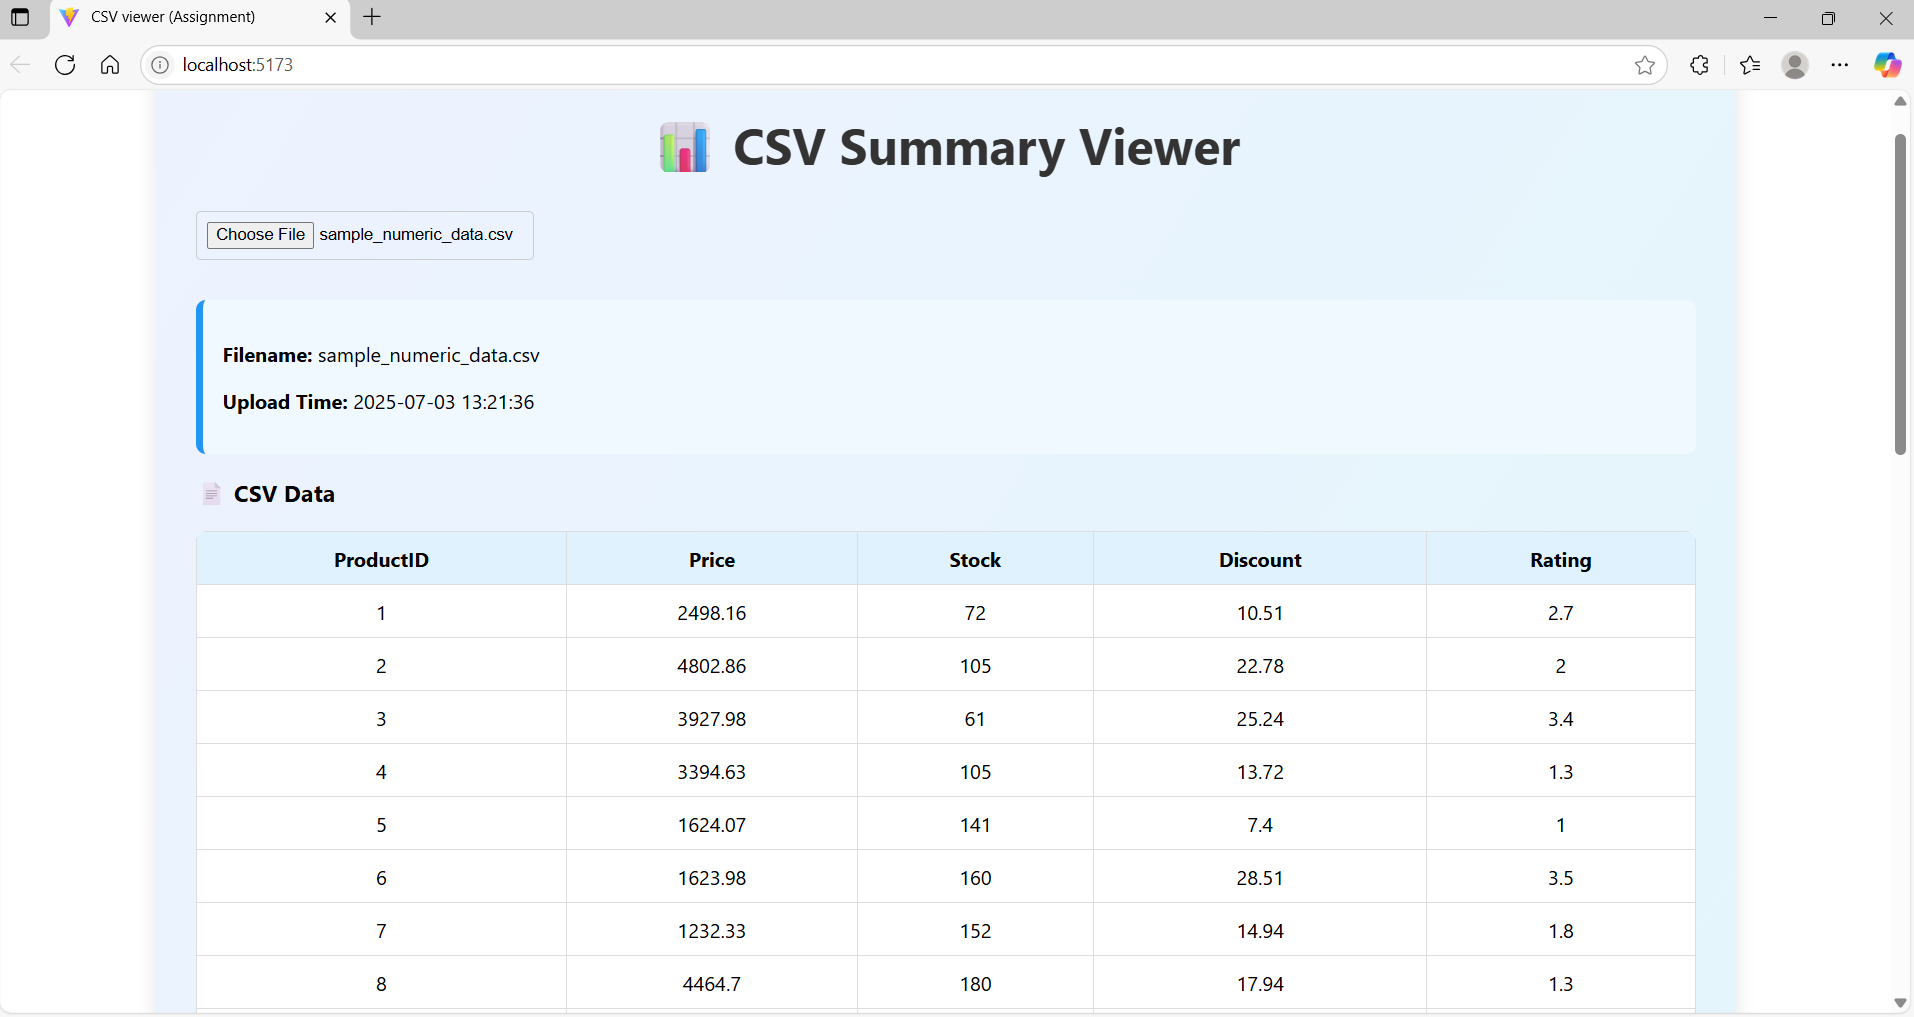 CSV viewer (Assignment)
localhost:5173
CSV Summary Viewer
Choose File sample_numeric_data.csv
Filename: sample_numeric_data.csv
Upload Time: 2025-07-03 13:21:36
CSV Data
ProductID Price Stock Discount Rating
1 2498.16 72 10.51 2.7
2 4802.86 105 22.78 2
3 3927.98 61 25.24 3.4
4 3394.63 105 13.72 1.3
5 1624.07 141 7.4 1
6 1623.98 160 28.51 3.5
7 1232.33 152 14.94 1.8
8 4464.7 180 17.94 1.3